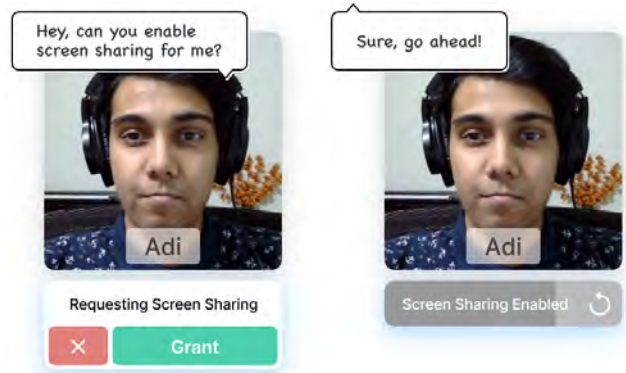 Hey, can you enable
screen sharing for me?
Adi
Requesting Screen Sharing
Grant
Sure, go ahead!
Adi
Screen Sharing Enabled